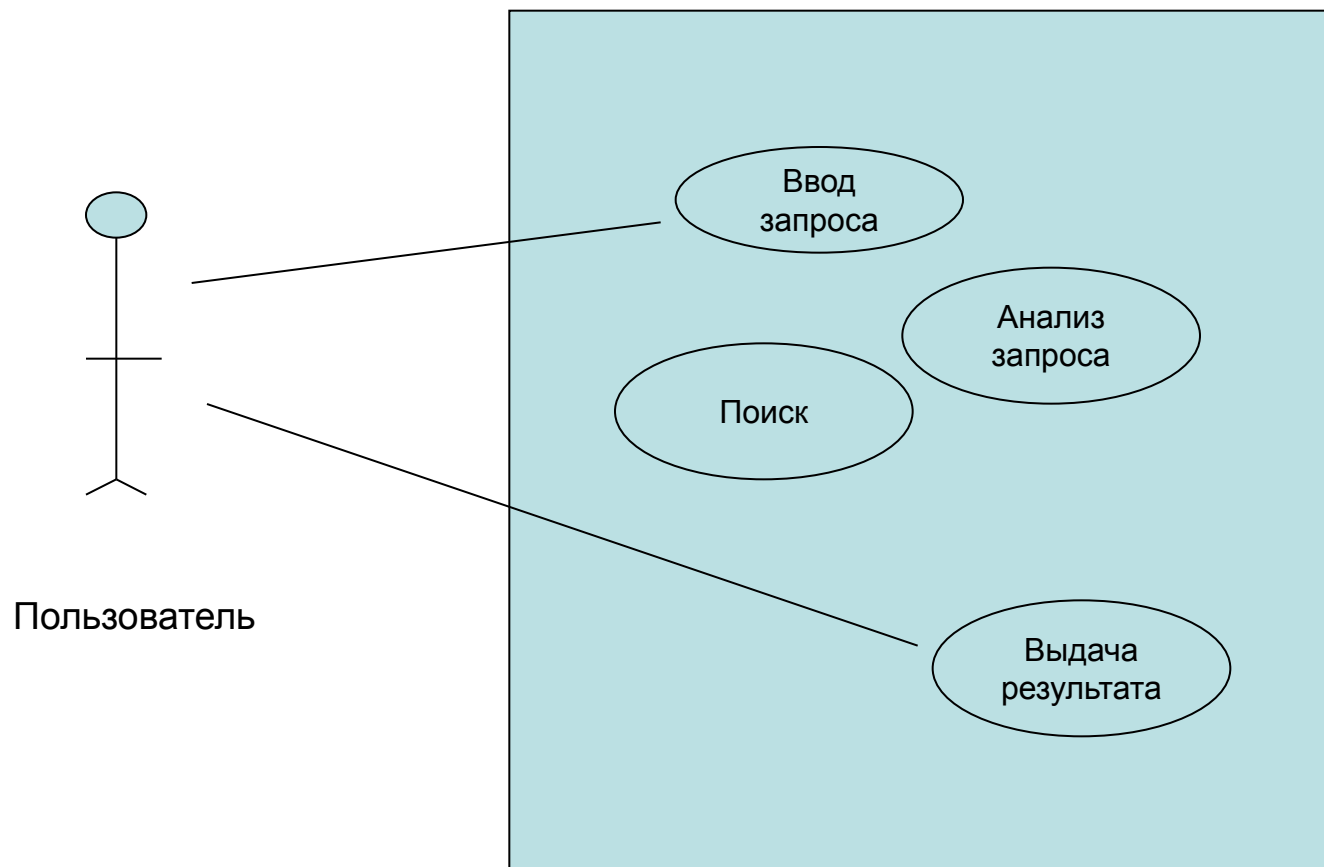 Ввод
запроса
Анализ
запроса
Поиск
Пользователь
Выдача
результата